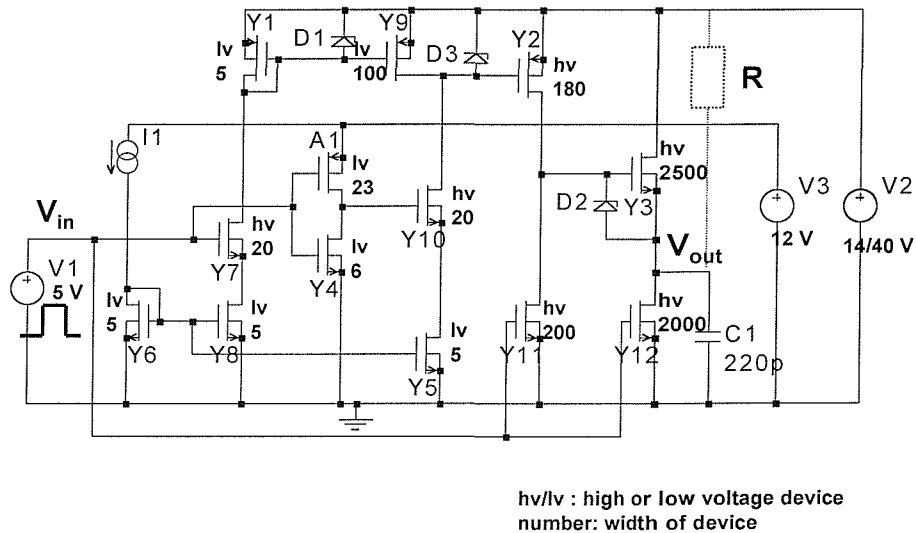 Y1
lv
5
D1
Y9
lv
100
D3
Y2
hv
180
R
I1
A1
lv
23
hv
2500
Y3
D2
V3
12 V
V2
14/40 V
Vin
V1
5 V
hv
20
Y7
lv
6
Y4
hv
20
Y10
Vout
lv
5
Y6
lv
5
Y8
lv
5
Y5
hv
200
Y11
hv
2000
Y12
C1
220p
hv/lv : high or low voltage device
number: width of device